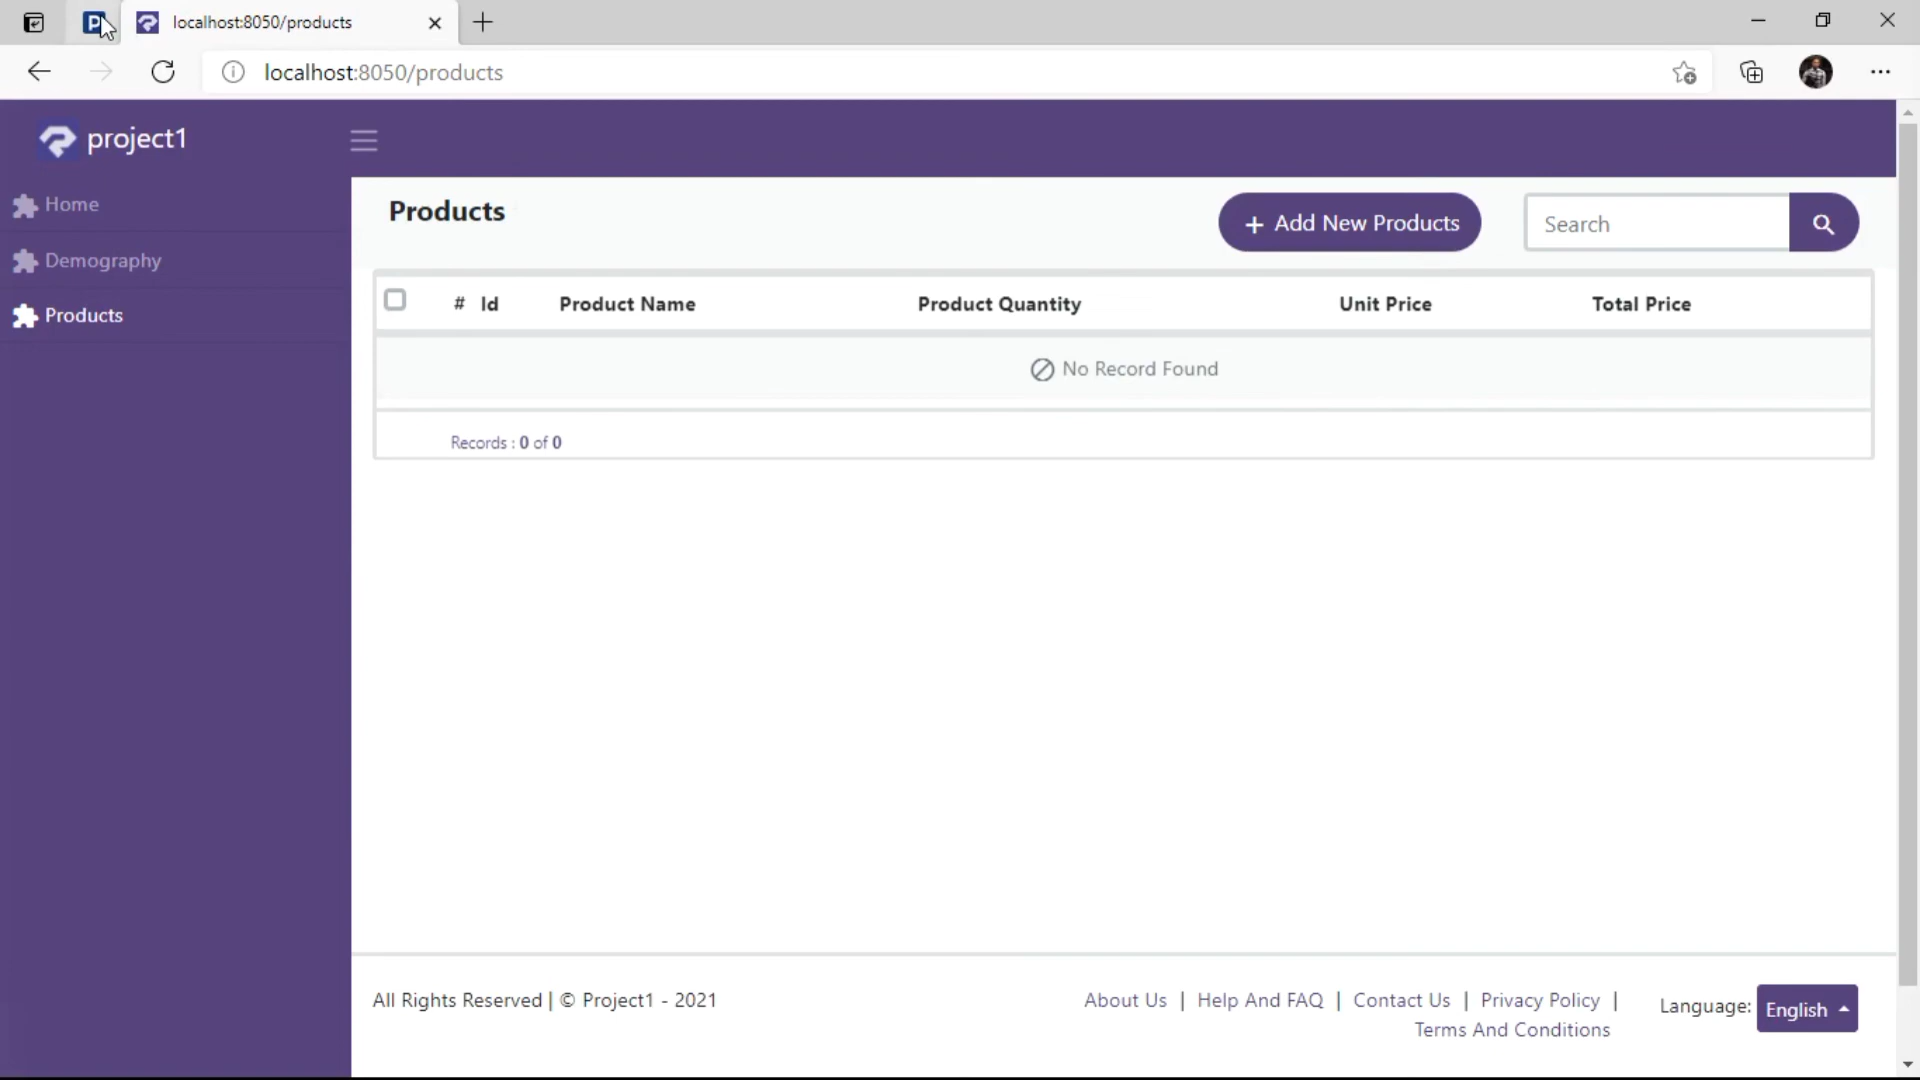 localhost:8050/products
localhost:8050/products
project1
Home
Demography
Products
Products
+ Add New Products
Search
# Id Product Name Product Quantity Unit Price Total Price
No Record Found
Records : 0 of 0
All Rights Reserved | © Project1 - 2021
About Us | Help And FAQ | Contact Us | Privacy Policy |
Terms And Conditions
Language: English